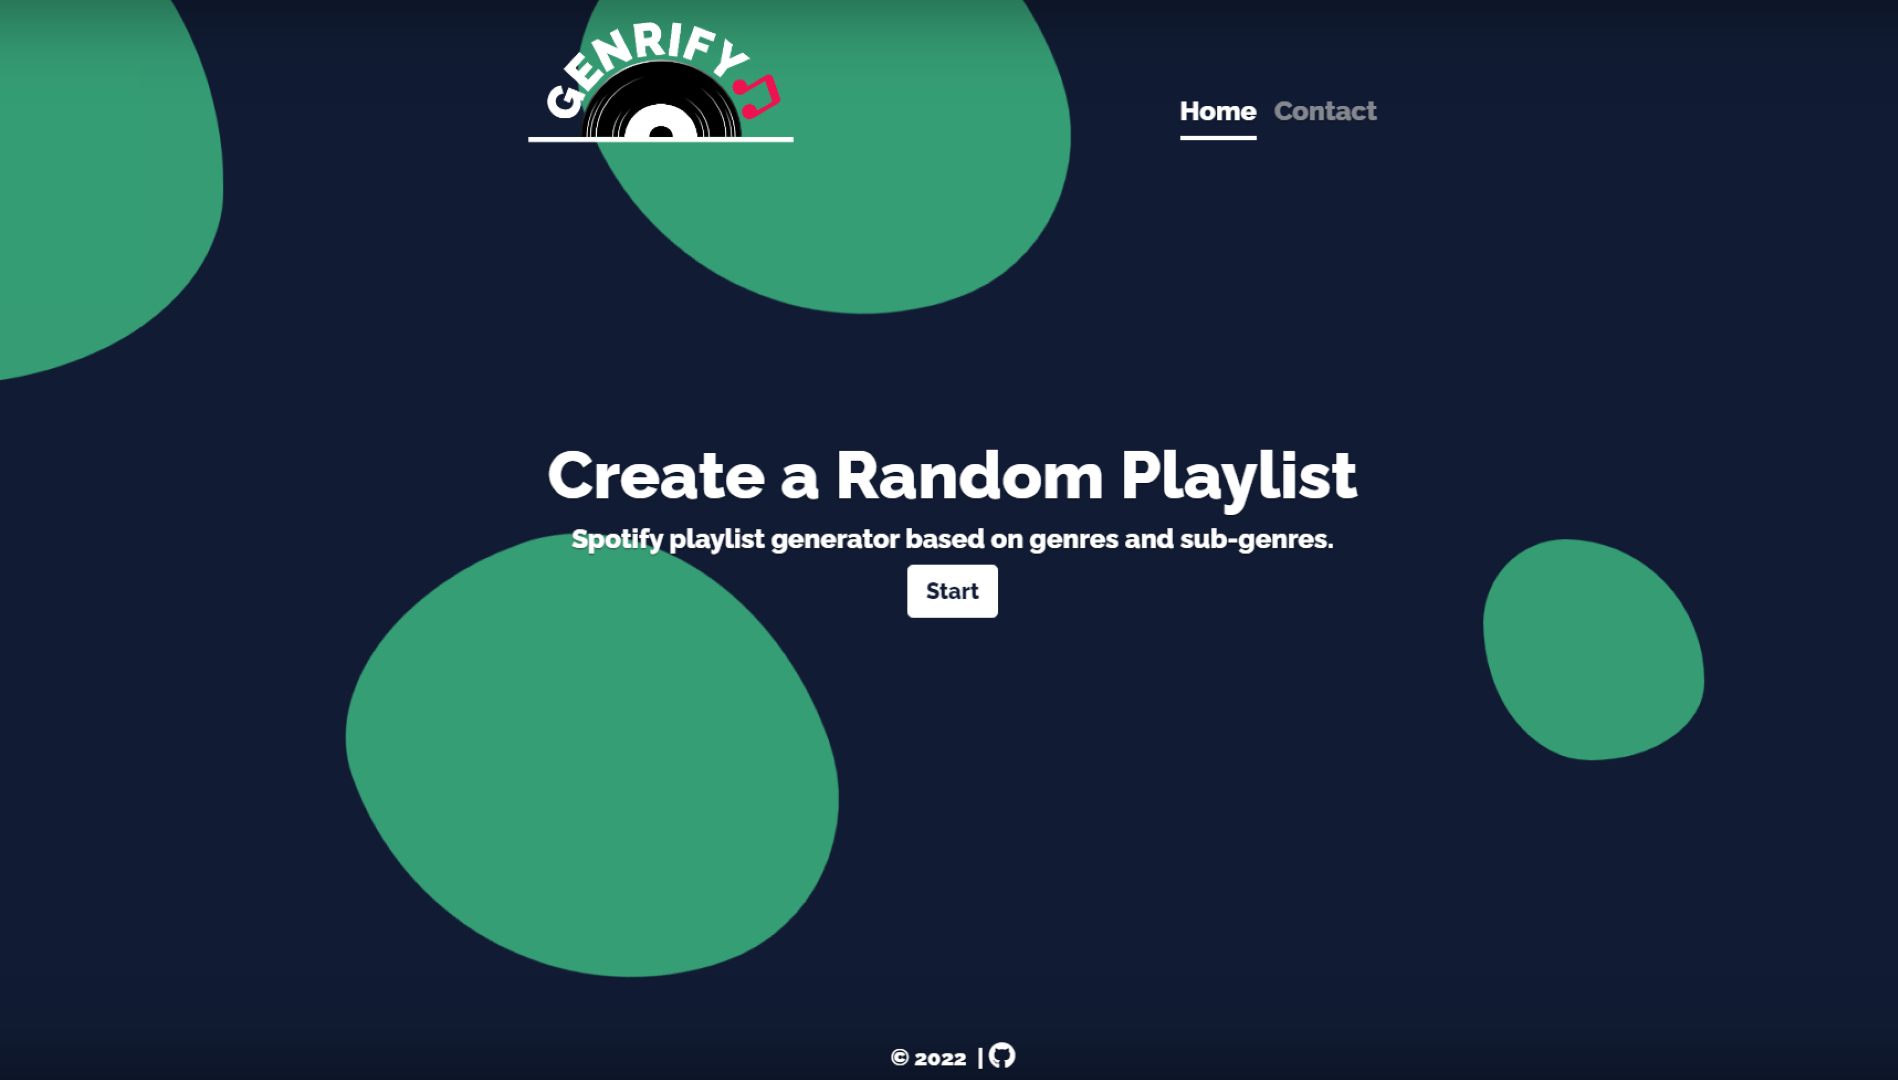 GENRIFY
Home Contact
Create a Random Playlist
Spotify playlist generator based on genres and sub-genres.
Start
© 2022 |